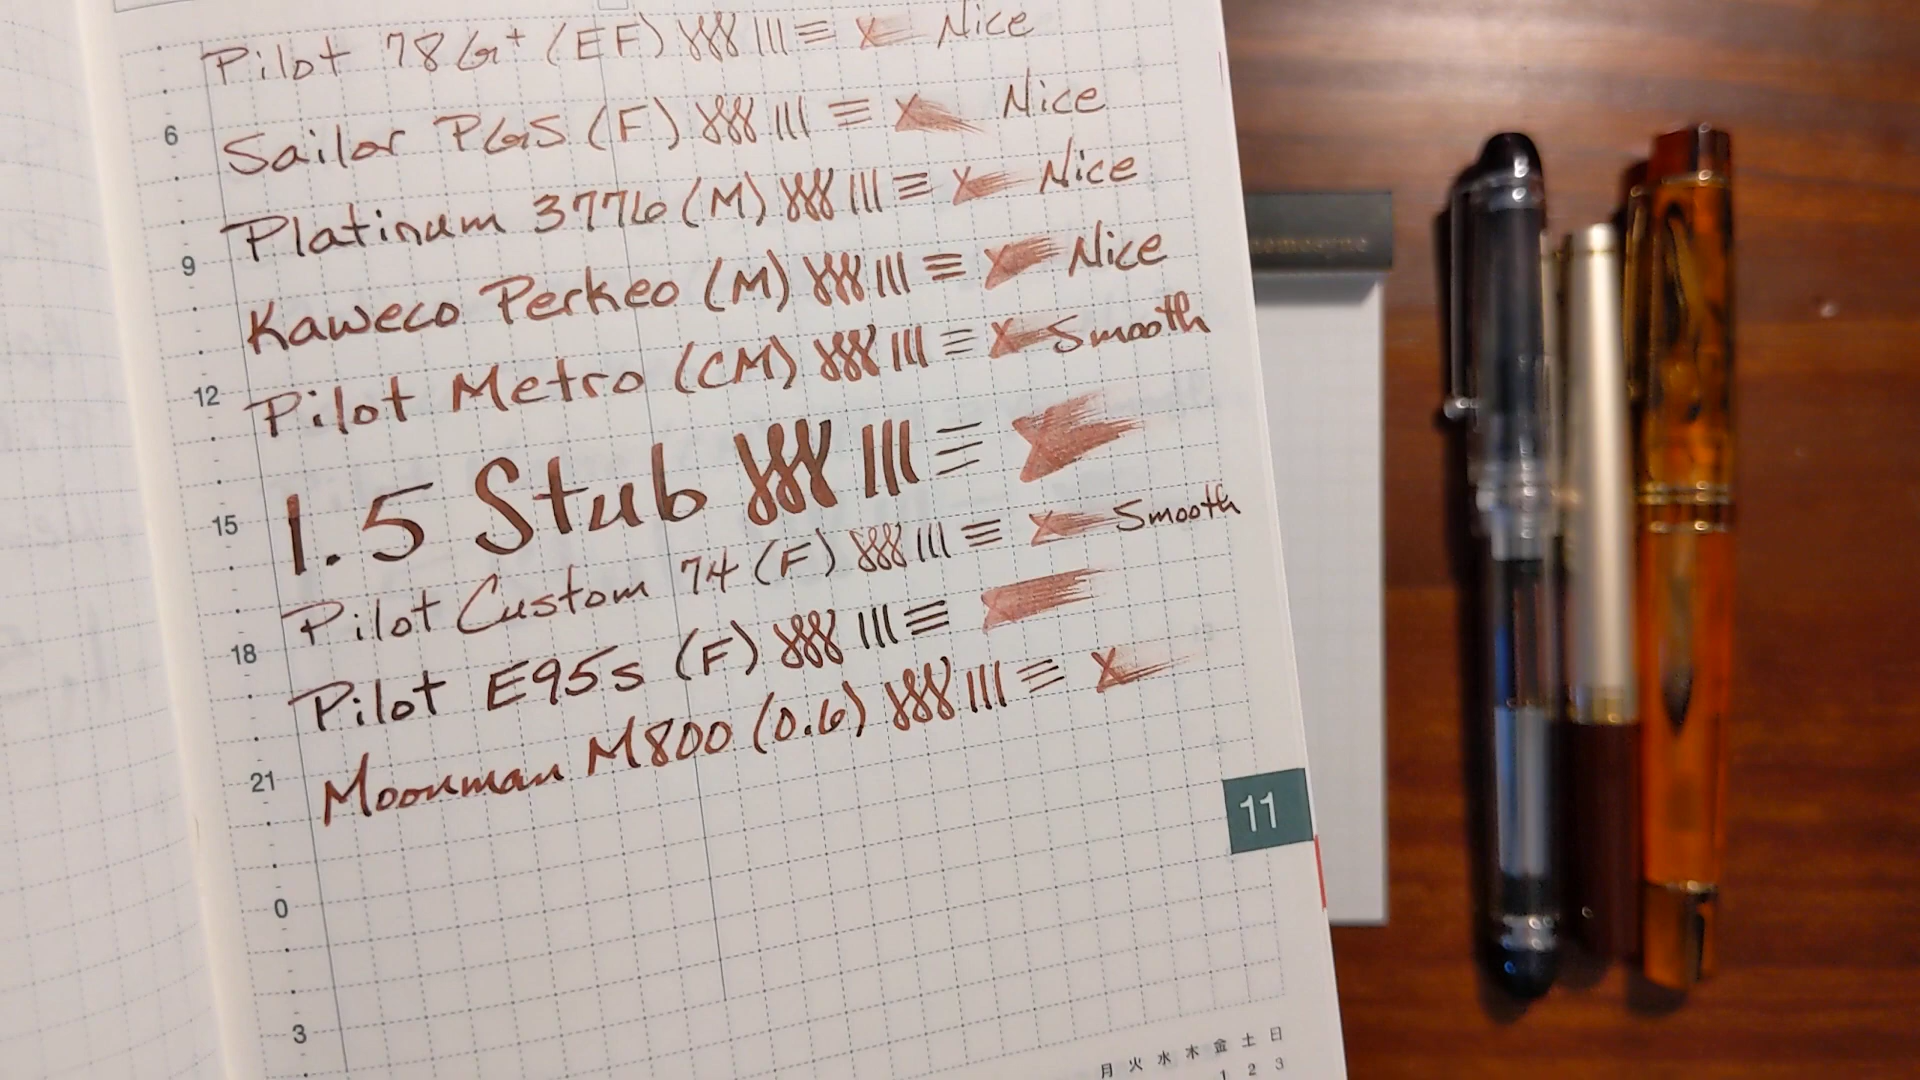 Pilot 78G+ (EF) Nice
6
Sailor PGS (F) Nice
Platinum 3776 (M) Nice
9
Kaweco Perkeo (M) Nice
12
Pilot Metro (CM) Smooth
1.5 Stub
15
Pilot Custom 74 (F) Smooth
18
Pilot E95s (F)
Moonman M800 (0.6)
21
11
0
3
月 火 水 木 金 土 日
1 2 3